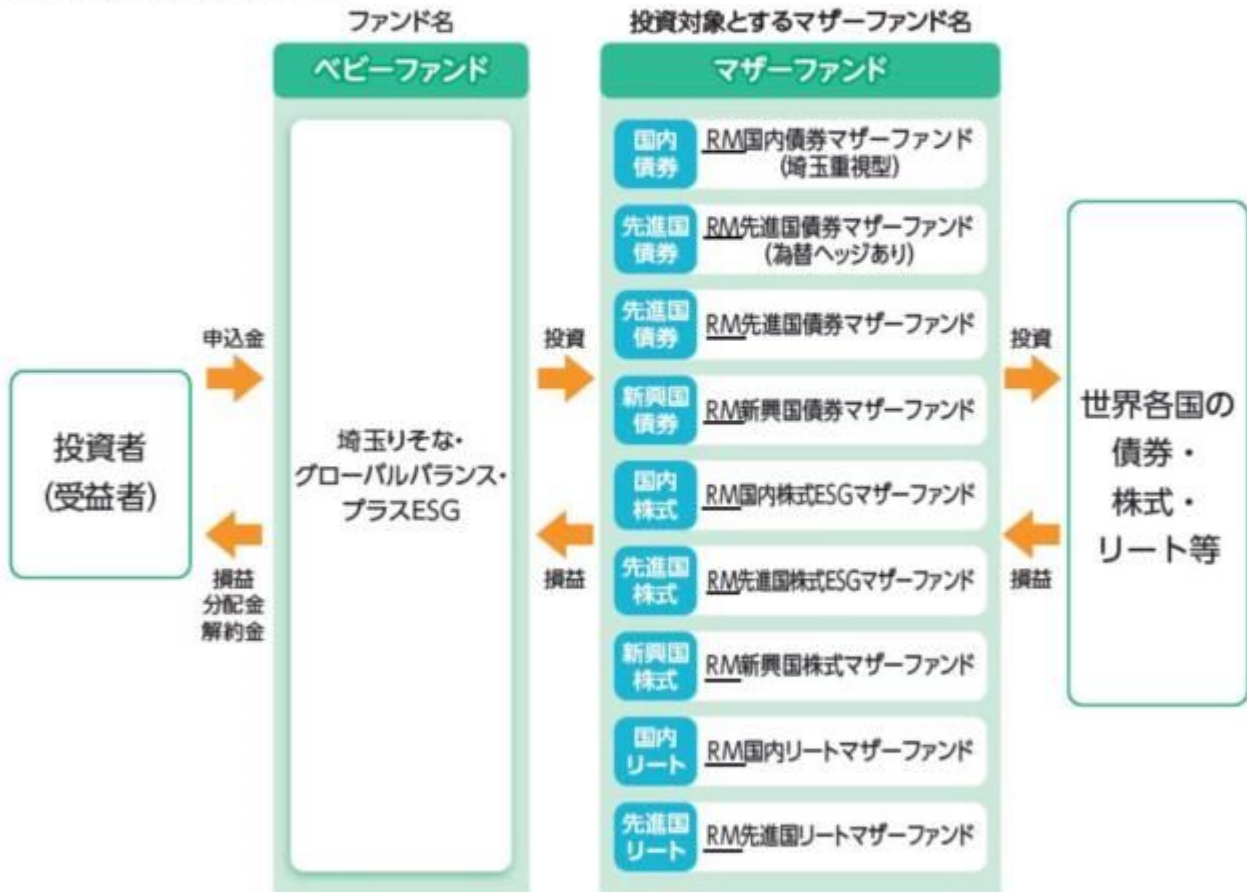 ファンド名
投資対象とするマザーファンド名
ベビーファンド
マザーファンド
国内
債券
RM国内債券マザーファンド
(埼玉重視型)
先進国
債券
RM先進国債券マザーファンド
(為替ヘッジあり)
先進国
債券
RM先進国債券マザーファンド
新興国
債券
RM新興国債券マザーファンド
国内
株式
RM国内株式ESGマザーファンド
先進国
株式
RM先進国株式ESGマザーファンド
新興国
株式
RM新興国株式マザーファンド
国内
リート
RM国内リートマザーファンド
先進国
リート
RM先進国リートマザーファンド
申込金
投資
投資
投資者
(受益者)
埼玉りそな・
グローバルバランス・
プラスESG
世界各国の
債券・
株式・
リート等
損益
分配金
解約金
損益
損益